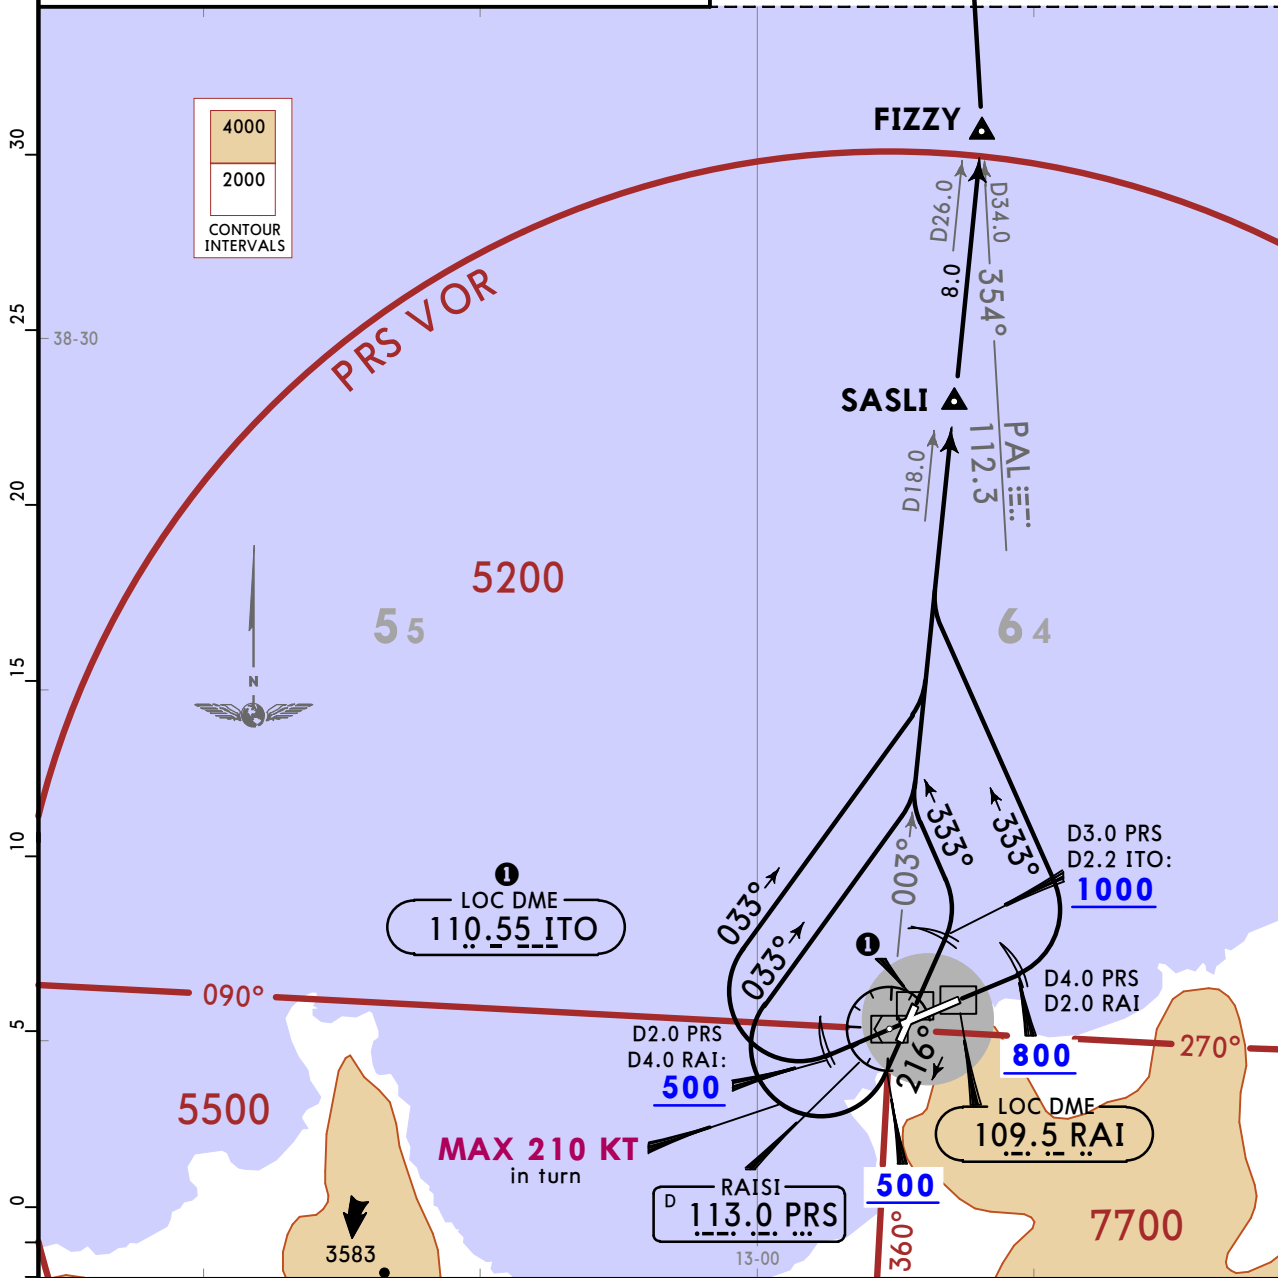 FIZZY
30
4000
2000
CONTOUR
INTERVALS
D26.0
D34.0
8.0
354°
PRS VOR
25
38-30
SASLI
PAL
112.3
D18.0
20
5200
55
64
N
15
333°
333°
D3.0 PRS
D2.2 ITO:
1000
10
003°
1
LOC DME
110.55 ITO
033°
033°
1
D4.0 PRS
D2.0 RAI
800
090°
270°
5
D2.0 PRS
D4.0 RAI:
500
216°
5500
LOC DME
109.5 RAI
MAX 210 KT
in turn
500
RAISI
D 113.0 PRS
0
360°
7700
3583
13-00